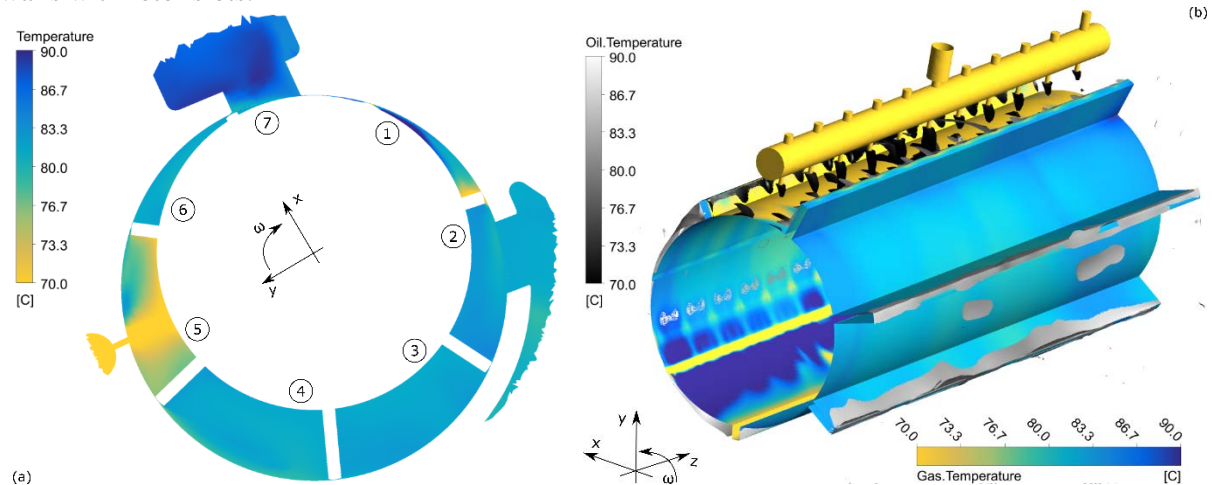 Temperature
90.0
86.7
83.3
80.0
76.7
73.3
70.0
[C]
1
2
3
4
5
6
7
x
ω
y
(a)
(b)
Oil.Temperature
90.0
86.7
83.3
80.0
76.7
73.3
70.0
[C]
y
x
z
ω
70.0 73.3 76.7 80.0 83.3 86.7 90.0
Gas.Temperature [C]